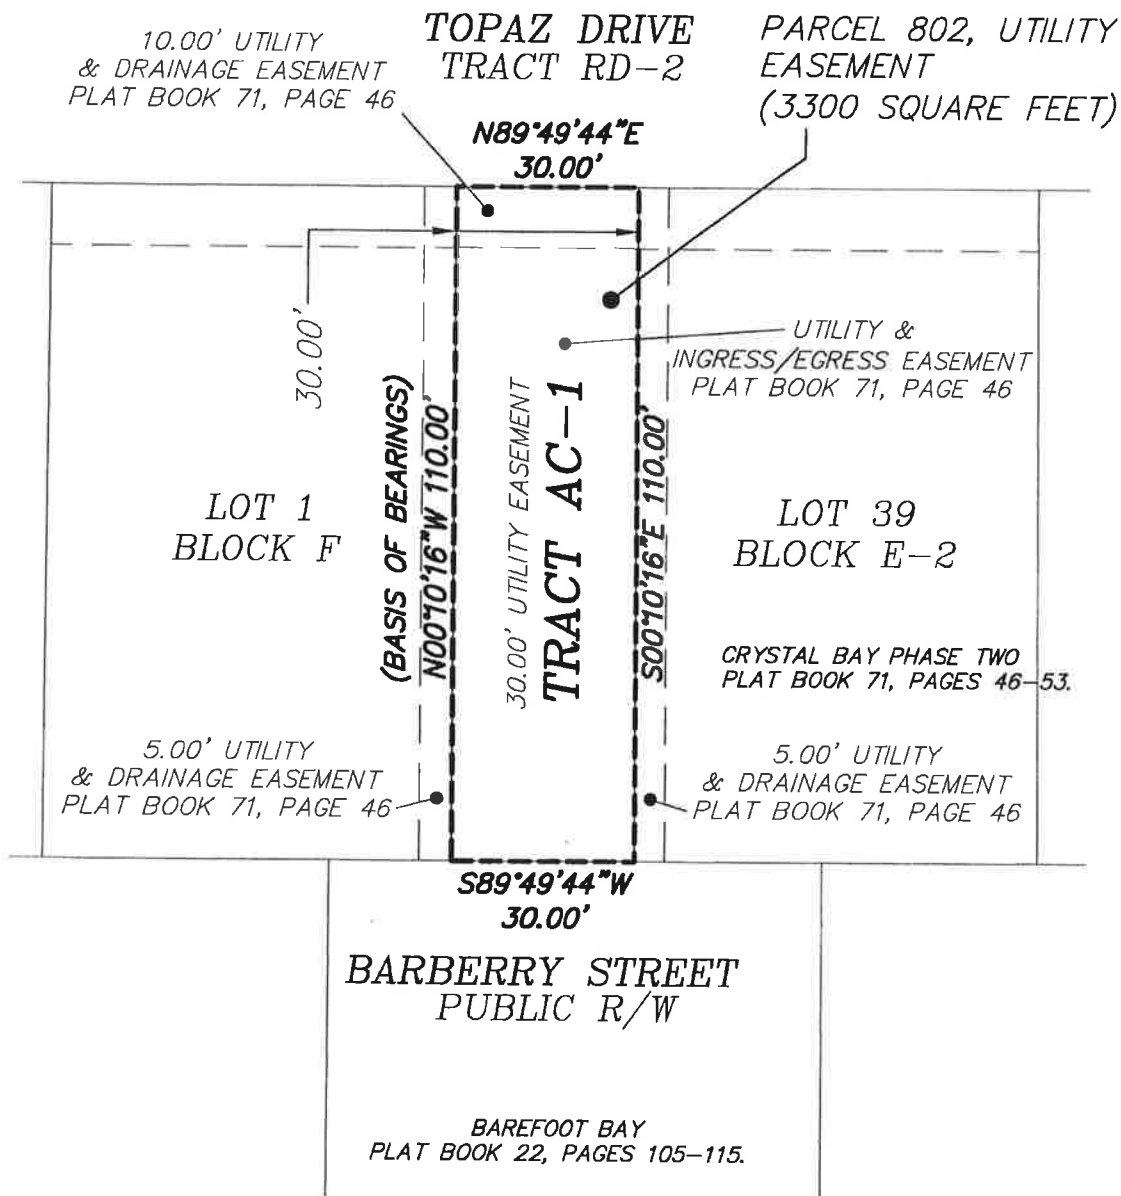 TOPAZ DRIVE
TRACT RD-2
10.00' UTILITY
& DRAINAGE EASEMENT
PLAT BOOK 71, PAGE 46
PARCEL 802, UTILITY
EASEMENT
(3300 SQUARE FEET)
N89°49'44"E
30.00'
30.00'
UTILITY &
INGRESS/EGRESS EASEMENT
PLAT BOOK 71, PAGE 46
LOT 1
BLOCK F
(BASIS OF BEARINGS)
N00°10'16"W 110.00'
30.00' UTILITY EASEMENT
TRACT AC-1
S00°10'16"E 110.00'
LOT 39
BLOCK E-2
CRYSTAL BAY PHASE TWO
PLAT BOOK 71, PAGES 46-53.
5.00' UTILITY
& DRAINAGE EASEMENT
PLAT BOOK 71, PAGE 46
5.00' UTILITY
& DRAINAGE EASEMENT
PLAT BOOK 71, PAGE 46
S89°49'44"W
30.00'
BARBERRY STREET
PUBLIC R/W
BAREFOOT BAY
PLAT BOOK 22, PAGES 105-115.